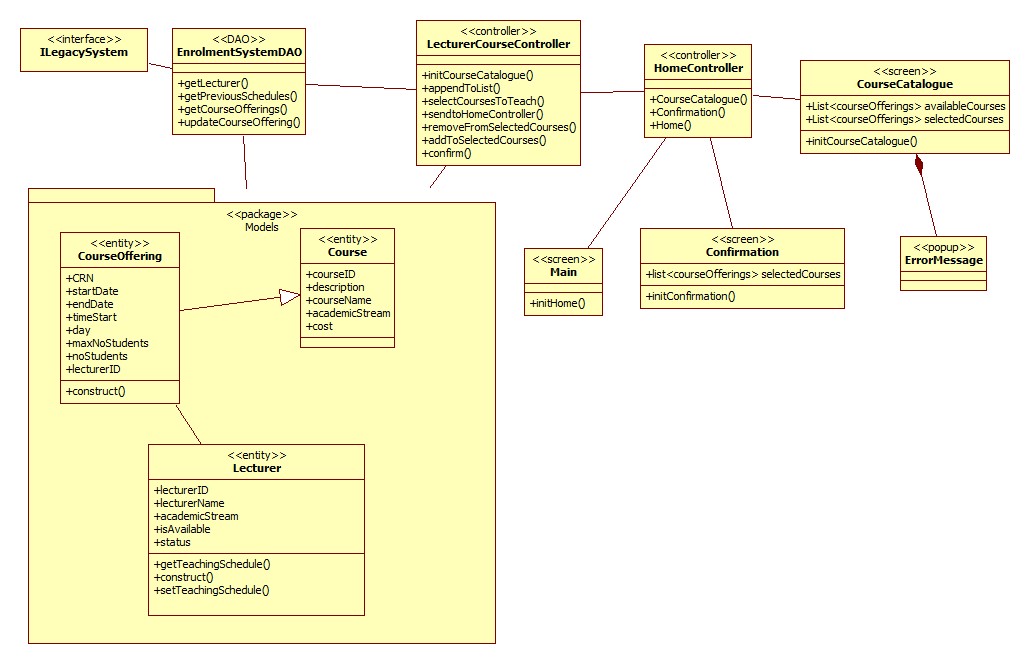 <<interface>>
ILegacySystem
<<DAO>>
EnrolmentSystemDAO
+getLecturer()
+getPreviousSchedules()
+getCourseOfferings()
+updateCourseOffering()
<<controller>>
LecturerCourseController
+initCourseCatalogue()
+appendToList()
+selectCoursesToTeach()
+sendtoHomeController()
+removeFromSelectedCourses()
+addToSelectedCourses()
+confirm()
<<controller>>
HomeController
+CourseCatalogue()
+Confirmation()
+Home()
<<screen>>
CourseCatalogue
+List<courseOfferings> availableCourses
+List<courseOfferings> selectedCourses
+initCourseCatalogue()
<<package>>
Models
<<entity>>
CourseOffering
+CRN
+startDate
+endDate
+timeStart
+day
+maxNoStudents
+noStudents
+lecturerID
+construct()
<<entity>>
Course
+courseID
+description
+courseName
+academicStream
+cost
<<screen>>
Main
+initHome()
<<screen>>
Confirmation
+list<courseOfferings> selectedCourses
+initConfirmation()
<<popup>>
ErrorMessage
<<entity>>
Lecturer
+lecturerID
+lecturerName
+academicStream
+isAvailable
+status
+getTeachingSchedule()
+construct()
+setTeachingSchedule()